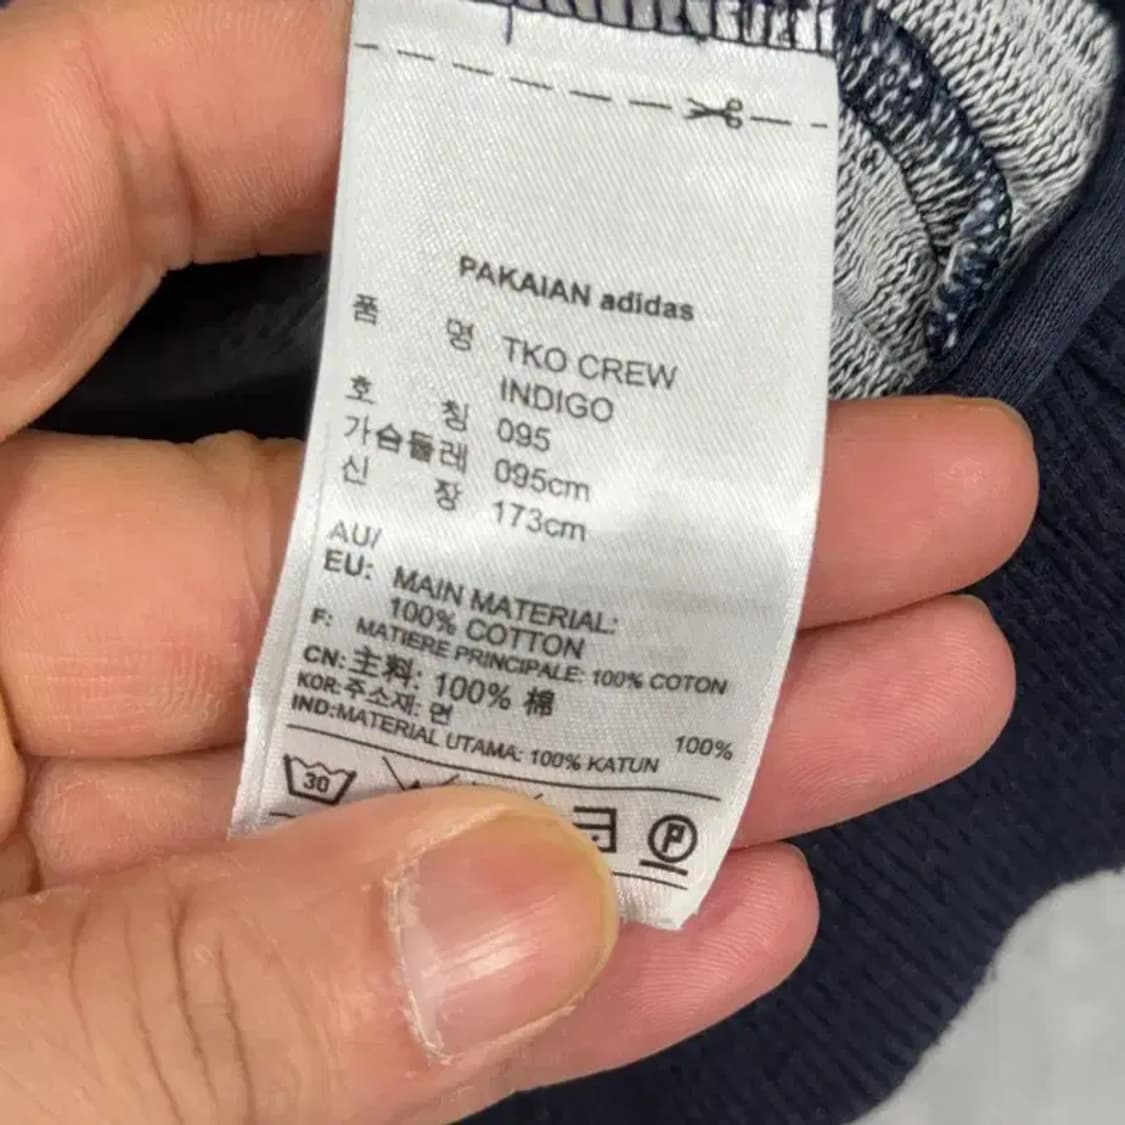 PAKAIAN adidas
품 명 TKO CREW
INDIGO
호 칭 095
가슴둘레 095cm
신 장 173cm
AU/
EU: MAIN MATERIAL:
100% COTTON
F: MATIERE PRINCIPALE: 100% COTON
CN: 主料: 100% 棉
KOR: 주소재: 면 100%
IND:MATERIAL UTAMA: 100% KATUN
30
P